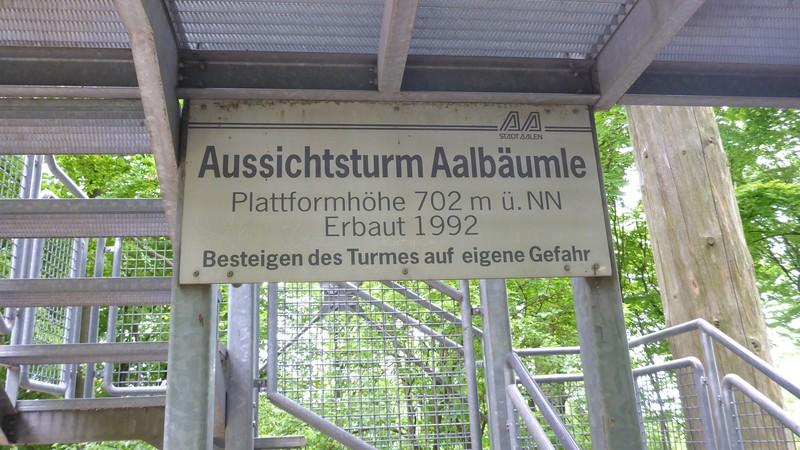 AA
STADT AALEN
Aussichtsturm Aalbäumle
Plattformhöhe 702 m ü. NN
Erbaut 1992
Besteigen des Turmes auf eigene Gefahr